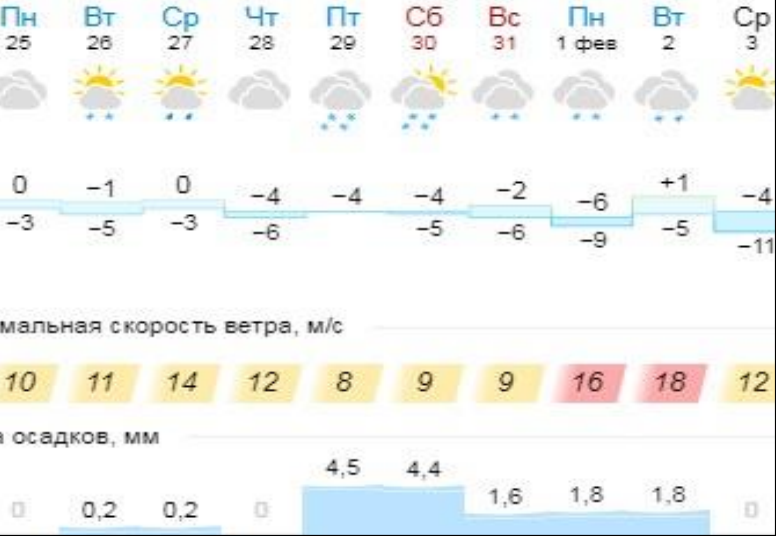 Пн Вт Ср Чт Пт Сб Вс Пн Вт Ср
25 26 27 28 29 30 31 1 фев 2 3
0 −1 0 −4 −4 −4 −2 −6 +1 −4
−3 −5 −3 −6 −5 −6 −9 −5 −11
мальная скорость ветра, м/с
10 11 14 12 8 9 9 16 18 12
а осадков, мм
4,5 4,4
0 0,2 0,2 0 1,6 1,8 1,8 0